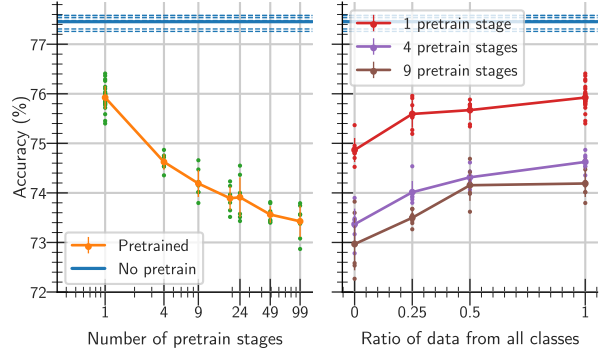 Accuracy (%)
77
76
75
74
73
72
Pretrained
No pretrain
1 4 9 24 49 99
Number of pretrain stages
1 pretrain stage
4 pretrain stages
9 pretrain stages
0 0.25 0.5 1
Ratio of data from all classes